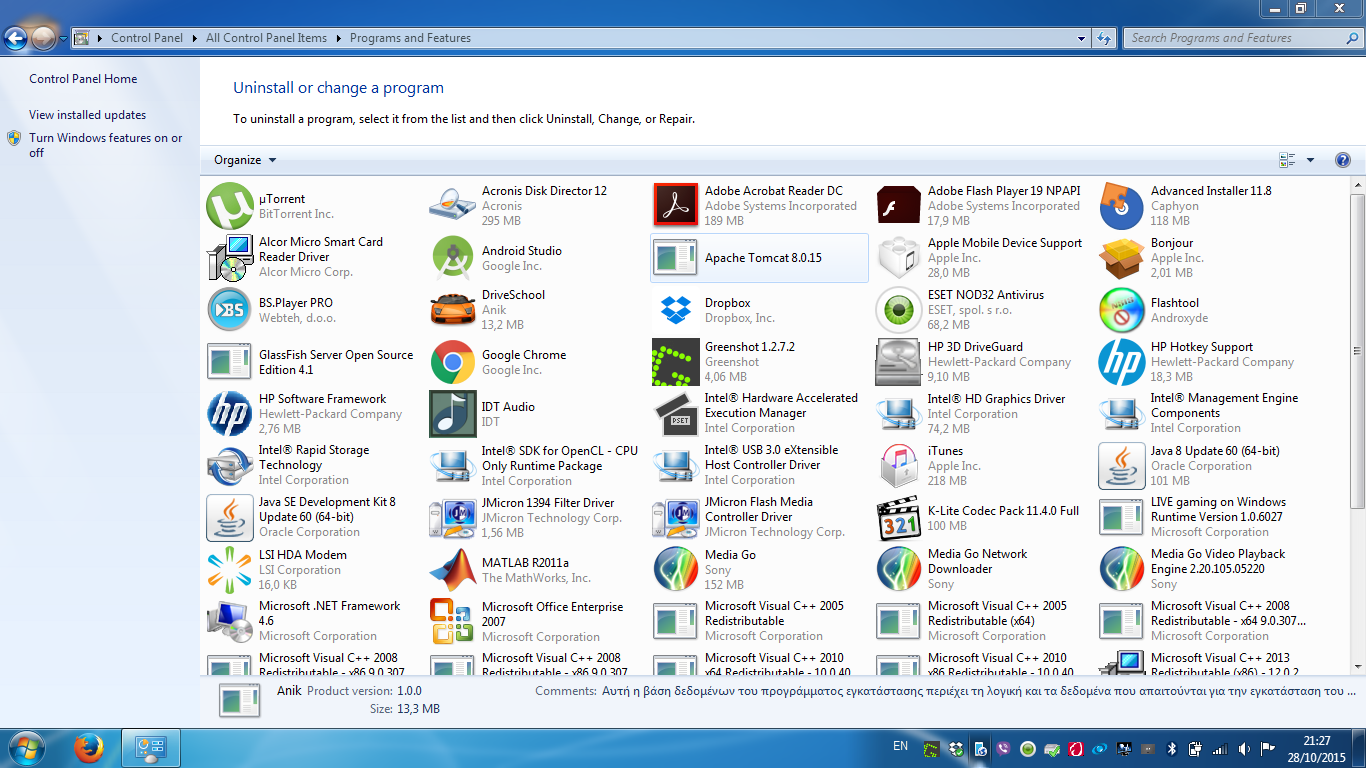 Control Panel
All Control Panel Items
Programs and Features
Search Programs and Features
Control Panel Home
View installed updates
Turn Windows features on or
off
Uninstall or change a program
To uninstall a program, select it from the list and then click Uninstall, Change, or Repair.
Organize
µTorrent
BitTorrent Inc.
Acronis Disk Director 12
Acronis
295 MB
Adobe Acrobat Reader DC
Adobe Systems Incorporated
189 MB
Adobe Flash Player 19 NPAPI
Adobe Systems Incorporated
17,9 MB
Advanced Installer 11.8
Caphyon
118 MB
Alcor Micro Smart Card
Reader Driver
Alcor Micro Corp.
Android Studio
Google Inc.
Apache Tomcat 8.0.15
Apple Mobile Device Support
Apple Inc.
28,0 MB
Bonjour
Apple Inc.
2,01 MB
BS.Player PRO
Webteh, d.o.o.
DriveSchool
Anik
13,2 MB
Dropbox
Dropbox, Inc.
ESET NOD32 Antivirus
ESET, spol. s r.o.
68,2 MB
Flashtool
Androxyde
GlassFish Server Open Source
Edition 4.1
Google Chrome
Google Inc.
Greenshot 1.2.7.2
Greenshot
4,06 MB
HP 3D DriveGuard
Hewlett-Packard Company
9,10 MB
HP Hotkey Support
Hewlett-Packard Company
18,3 MB
HP Software Framework
Hewlett-Packard Company
2,76 MB
IDT Audio
IDT
Intel® Hardware Accelerated
Execution Manager
Intel Corporation
Intel® HD Graphics Driver
Intel Corporation
74,2 MB
Intel® Management Engine
Components
Intel Corporation
Intel® Rapid Storage
Technology
Intel Corporation
Intel® SDK for OpenCL - CPU
Only Runtime Package
Intel Corporation
Intel® USB 3.0 eXtensible
Host Controller Driver
Intel Corporation
iTunes
Apple Inc.
218 MB
Java 8 Update 60 (64-bit)
Oracle Corporation
101 MB
Java SE Development Kit 8
Update 60 (64-bit)
Oracle Corporation
JMicron 1394 Filter Driver
JMicron Technology Corp.
1,56 MB
JMicron Flash Media
Controller Driver
JMicron Technology Corp.
K-Lite Codec Pack 11.4.0 Full
100 MB
LIVE gaming on Windows
Runtime Version 1.0.6027
Microsoft Corporation
LSI HDA Modem
LSI Corporation
16,0 KB
MATLAB R2011a
The MathWorks, Inc.
Media Go
Sony
152 MB
Media Go Network
Downloader
Sony
Media Go Video Playback
Engine 2.20.105.05220
Sony
Microsoft .NET Framework
4.6
Microsoft Corporation
Microsoft Office Enterprise
2007
Microsoft Corporation
Microsoft Visual C++ 2005
Redistributable
Microsoft Corporation
Microsoft Visual C++ 2005
Redistributable (x64)
Microsoft Corporation
Microsoft Visual C++ 2008
Redistributable - x64 9.0.307...
Microsoft Corporation
Microsoft Visual C++ 2008
Redistributable - x86 9.0.307
Microsoft Visual C++ 2008
Redistributable - x86 9.0.307
Microsoft Visual C++ 2010
x64 Redistributable - 10.0.40
Microsoft Visual C++ 2010
x86 Redistributable - 10.0.40
Microsoft Visual C++ 2013
Redistributable (x86) - 12.0.2
Anik Product version: 1.0.0
Size: 13,3 MB
Comments: Αυτή η βάση δεδομένων του προγράμματος εγκατάστασης περιέχει τη λογική και τα δεδομένα που απαιτούνται για την εγκατάσταση του ...
EN
21:27
28/10/2015